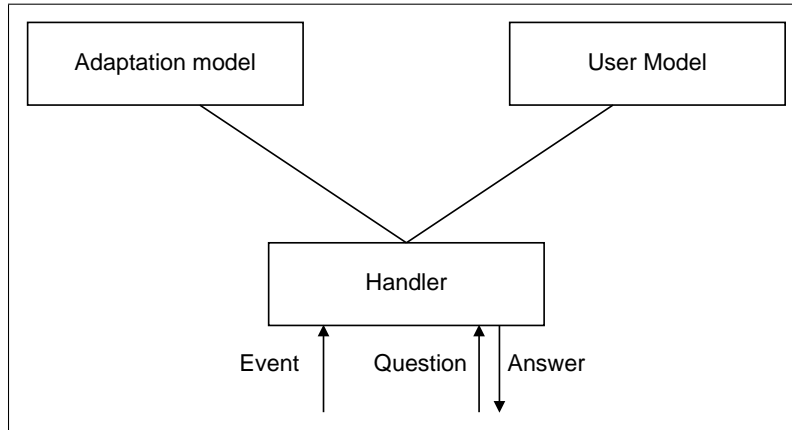 Adaptation model
User Model
Handler
Event
Question
Answer